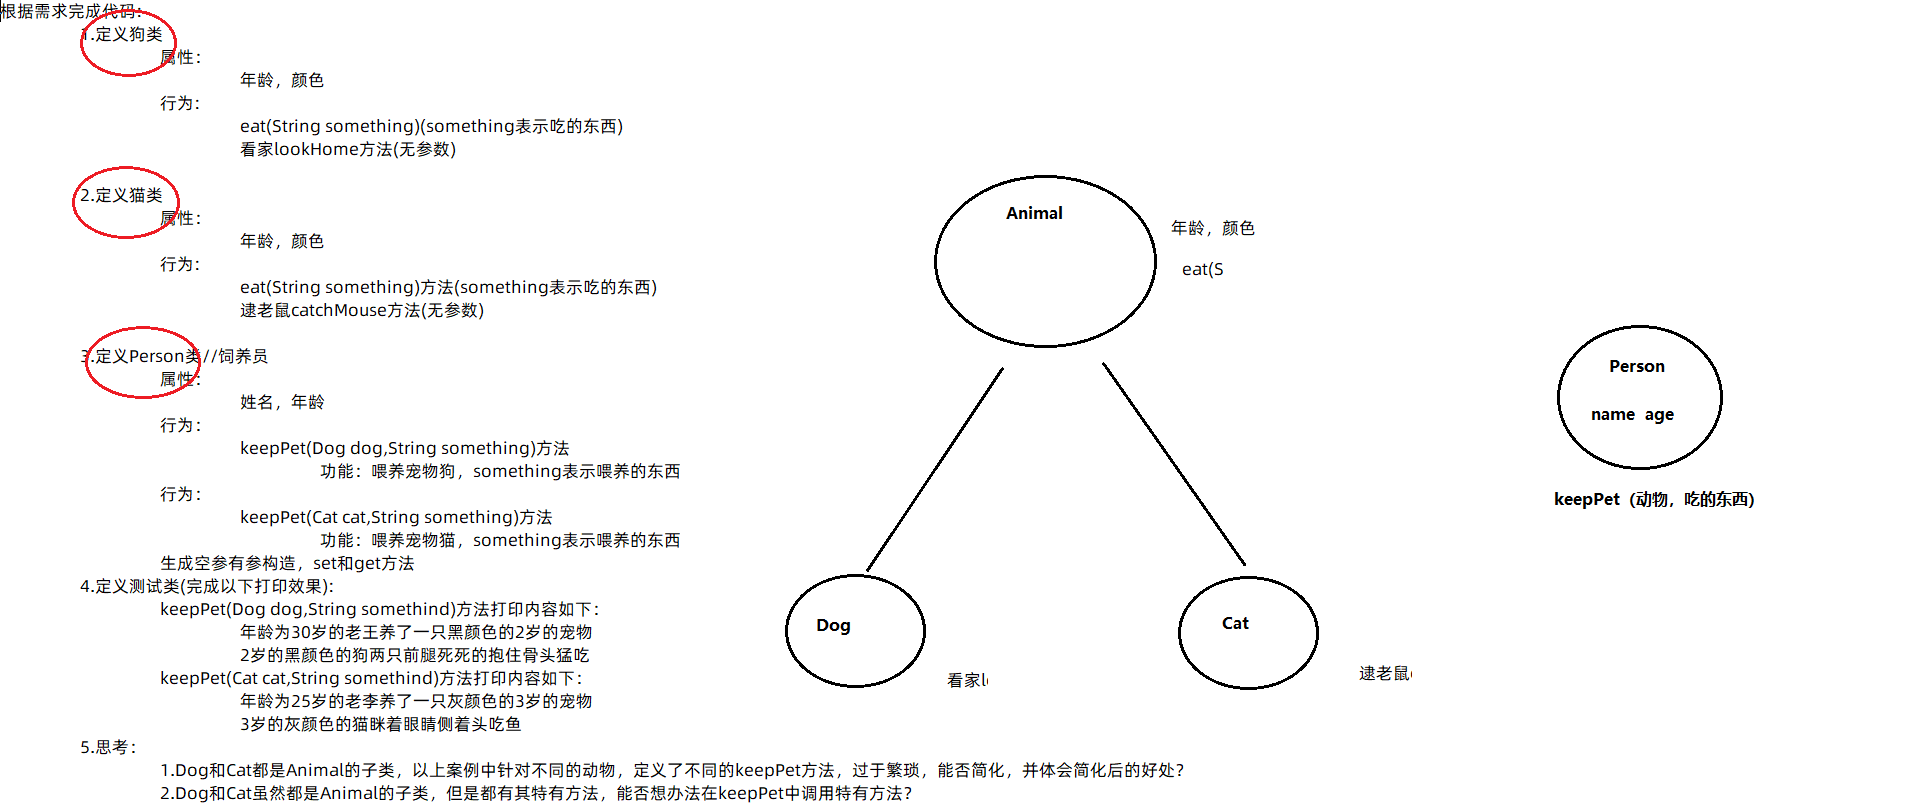 根据需求完成代码:
1.定义狗类
属性：
年龄，颜色
行为：
eat(String something)(something表示吃的东西)
看家lookHome方法(无参数)
2.定义猫类
属性：
年龄，颜色
行为：
eat(String something)方法(something表示吃的东西)
逮老鼠catchMouse方法(无参数)
3.定义Person类//饲养员
属性：
姓名，年龄
行为：
keepPet(Dog dog,String something)方法
功能：喂养宠物狗，something表示喂养的东西
行为：
keepPet(Cat cat,String something)方法
功能：喂养宠物猫，something表示喂养的东西
生成空参有参构造，set和get方法
4.定义测试类(完成以下打印效果):
keepPet(Dog dog,String somethind)方法打印内容如下：
年龄为30岁的老王养了一只黑颜色的2岁的宠物
2岁的黑颜色的狗两只前腿死死的抱住骨头猛吃
keepPet(Cat cat,String somethind)方法打印内容如下：
年龄为25岁的老李养了一只灰颜色的3岁的宠物
3岁的灰颜色的猫眯着眼睛侧着头吃鱼
5.思考：
1.Dog和Cat都是Animal的子类，以上案例中针对不同的动物，定义了不同的keepPet方法，过于繁琐，能否简化，并体会简化后的好处？
2.Dog和Cat虽然都是Animal的子类，但是都有其特有方法，能否想办法在keepPet中调用特有方法？
Animal
年龄，颜色
eat(S
Dog
看家l
Cat
逮老鼠
Person
name age
keepPet（动物，吃的东西）